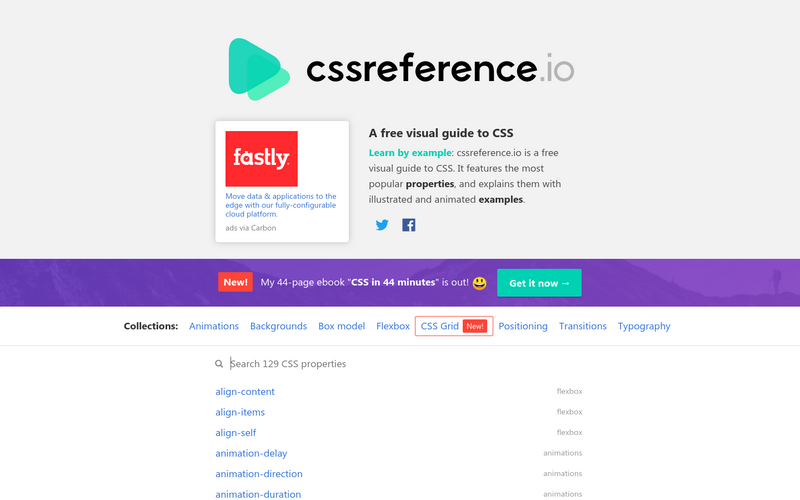 cssreference.io
fastly
Move data & applications to the
edge with our fully-configurable
cloud platform.
ads via Carbon
A free visual guide to CSS
Learn by example: cssreference.io is a free
visual guide to CSS. It features the most
popular properties, and explains them with
illustrated and animated examples.
New! My 44-page ebook "CSS in 44 minutes" is out! 😃 Get it now →
Collections: Animations Backgrounds Box model Flexbox CSS Grid New! Positioning Transitions Typography
Search 129 CSS properties
align-content flexbox
align-items flexbox
align-self flexbox
animation-delay animations
animation-direction animations
animation-duration animations